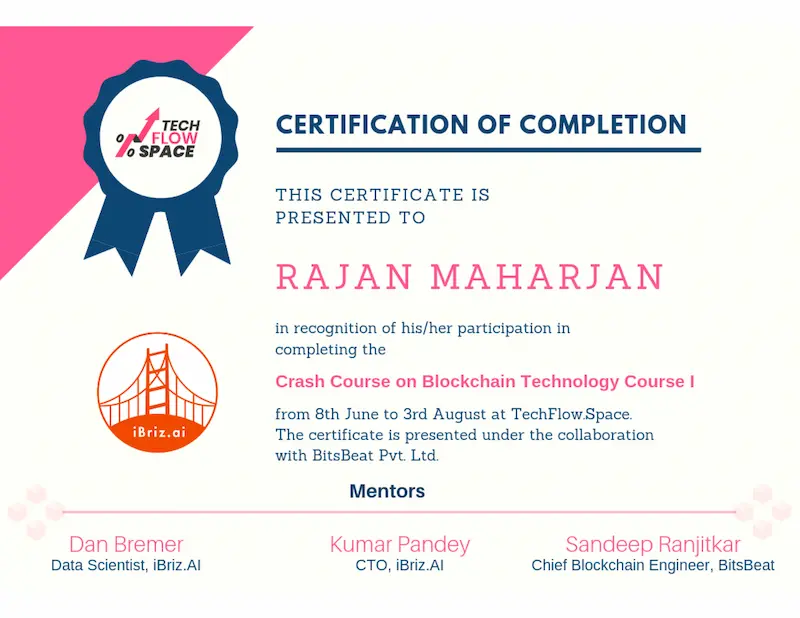 TECH
FLOW
SPACE
CERTIFICATION OF COMPLETION
THIS CERTIFICATE IS
PRESENTED TO
RAJAN MAHARJAN
in recognition of his/her participation in
completing the
Crash Course on Blockchain Technology Course I
from 8th June to 3rd August at TechFlow.Space.
The certificate is presented under the collaboration
with BitsBeat Pvt. Ltd.
iBriz.ai
Mentors
Dan Bremer
Data Scientist, iBriz.AI
Kumar Pandey
CTO, iBriz.AI
Sandeep Ranjitkar
Chief Blockchain Engineer, BitsBeat